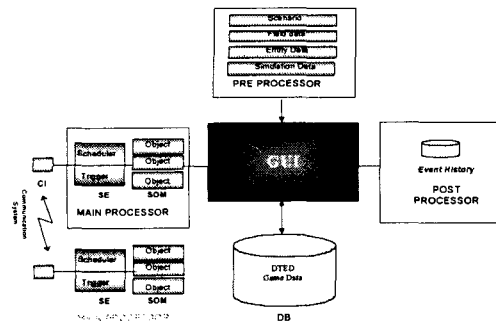 Scenario
Field data
Entity Data
Simulation Data
PRE PROCESSOR
GUI
Scheduler
Trigger
SE
Object
Object
Object
SOM
MAIN PROCESSOR
CI
Communication
System
Event History
POST
PROCESSOR
Scheduler
Trigger
SE
Object
Object
Object
SOM
DTED
Game Data
DB